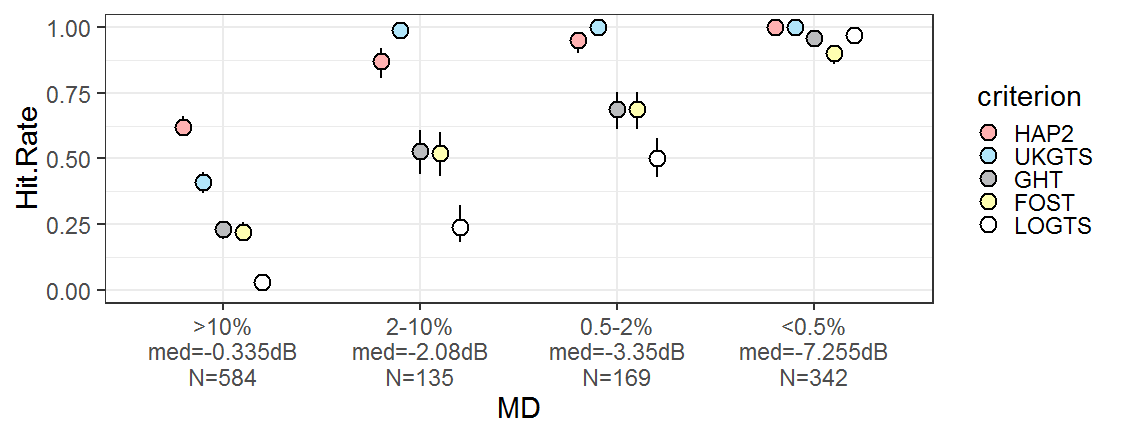 Hit.Rate
1.00
0.75
0.50
0.25
0.00
>10%
med=-0.335dB
N=584
2-10%
med=-2.08dB
N=135
0.5-2%
med=-3.35dB
N=169
<0.5%
med=-7.255dB
N=342
MD
criterion
HAP2
UKGTS
GHT
FOST
LOGTS